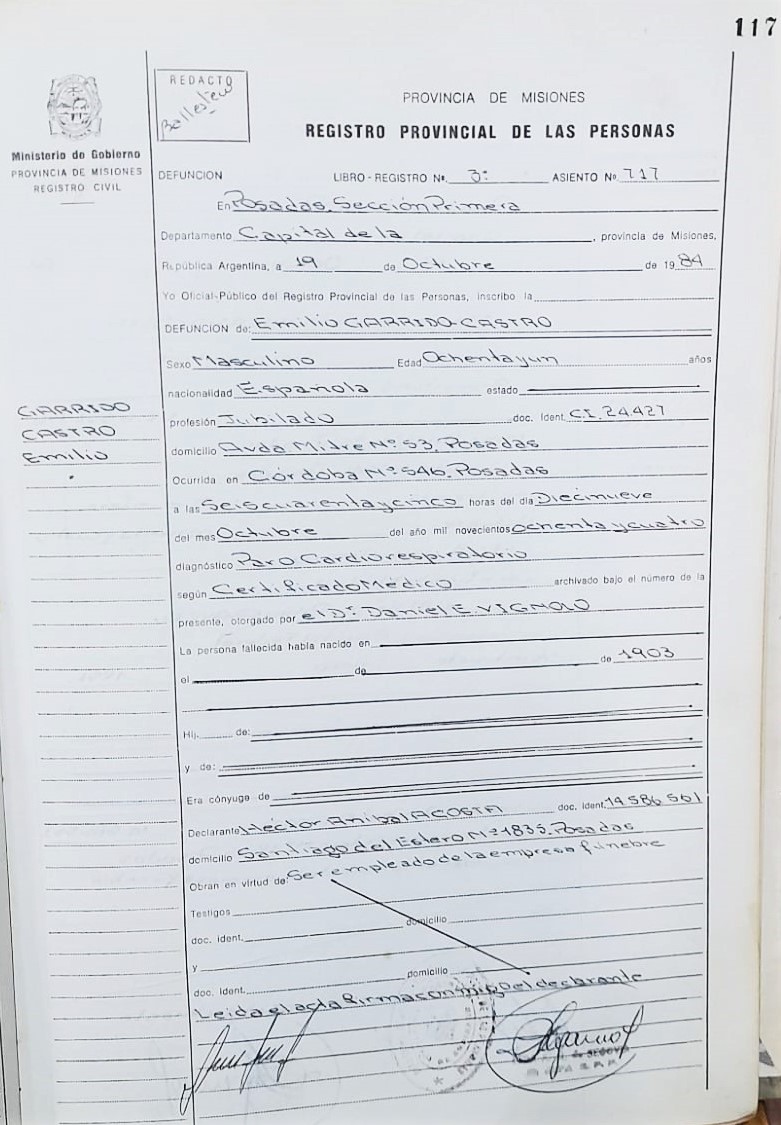 117
REDACTO
Ministerio de Gobierno
PROVINCIA DE MISIONES
REGISTRO CIVIL
PROVINCIA DE MISIONES
REGISTRO PROVINCIAL DE LAS PERSONAS
DEFUNCION LIBRO-REGISTRO Nº. 3º ASIENTO Nº 717
En Posadas, Sección Primera
Departamento Capital de la, provincia de Misiones,
República Argentina, a 19 de Octubre de 1984
Yo Oficial Público del Registro Provincial de las Personas, inscribo la
DEFUNCION de: Emilio GARRIDO CASTRO
Sexo Masculino Edad Ochenta y un años
nacionalidad Española estado
profesión Jubilado doc. Ident. C.I. 24.427
domicilio Avda Mitre Nº 53, Posadas
Ocurrida en Córdoba Nº 546, Posadas
a las Seis cuarenta y cinco horas del día Diecinueve
del mes Octubre del año mil novecientos ochenta y cuatro
diagnóstico Paro Cardiorespiratorio
según Certificado Médico archivado bajo el número de la
presente, otorgado por el Dr. Daniel E. VIGNOLO
La persona fallecida había nacido en
el de de 1903
Hij. de:
y de:
Era cónyuge de
Declarante Héctor Anibal ACOSTA doc. Ident. 14.586.561
domicilio Santiago del Estero Nº 1835, Posadas
Obran en virtud de: Ser empleado de la empresa fúnebre
Testigos
doc. ident. domicilio
y
doc. ident. domicilio
Leida el acta firma conmigo el declarante
GARRIDO
CASTRO
Emilio